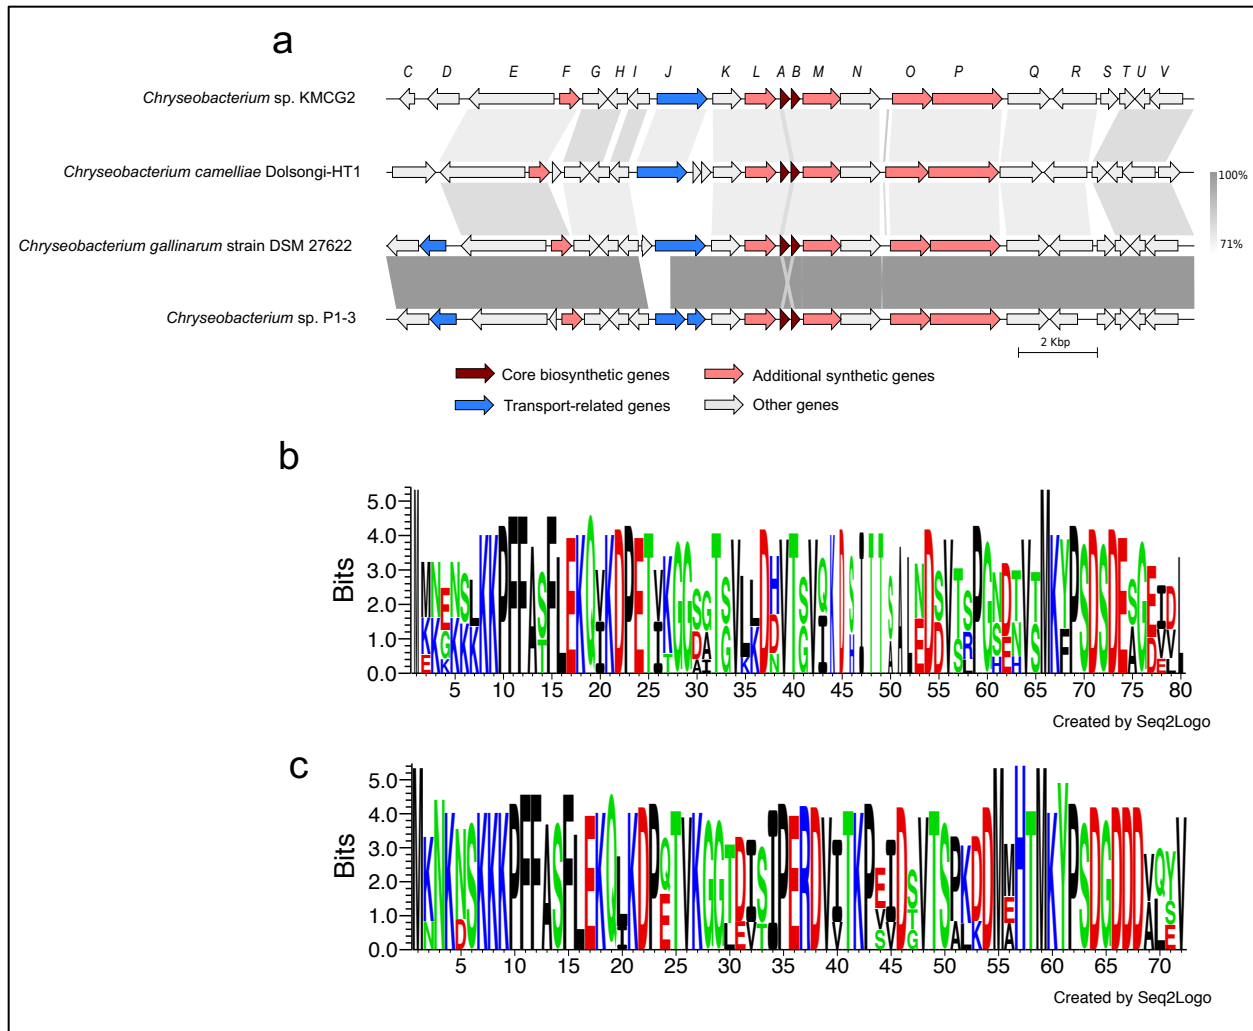 a
C D E F G H I J K L A B M N O P Q R S T U V
Chryseobacterium sp. KMCG2
Chryseobacterium camelliae Dolsongi-HT1
100%
Chryseobacterium gallinarum strain DSM 27622
71%
Chryseobacterium sp. P1-3
2 Kbp
Core biosynthetic genes
Additional synthetic genes
Transport-related genes
Other genes
b
Bits
5.0
4.0
3.0
2.0
1.0
0.0
5 10 15 20 25 30 35 40 45 50 55 60 65 70 75 80
Created by Seq2Logo
c
Bits
5.0
4.0
3.0
2.0
1.0
0.0
5 10 15 20 25 30 35 40 45 50 55 60 65 70
Created by Seq2Logo